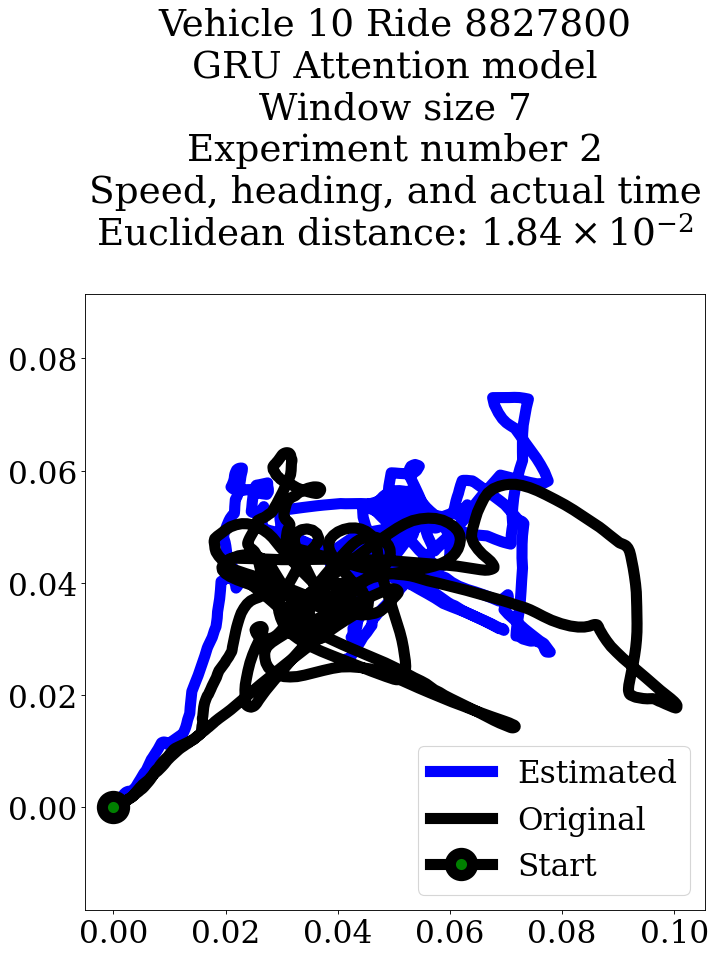 Vehicle 10 Ride 8827800
GRU Attention model
Window size 7
Experiment number 2
Speed, heading, and actual time
Euclidean distance: 1.84 × 10⁻²
0.08
0.06
0.04
0.02
0.00
Estimated
Original
Start
0.00 0.02 0.04 0.06 0.08 0.10